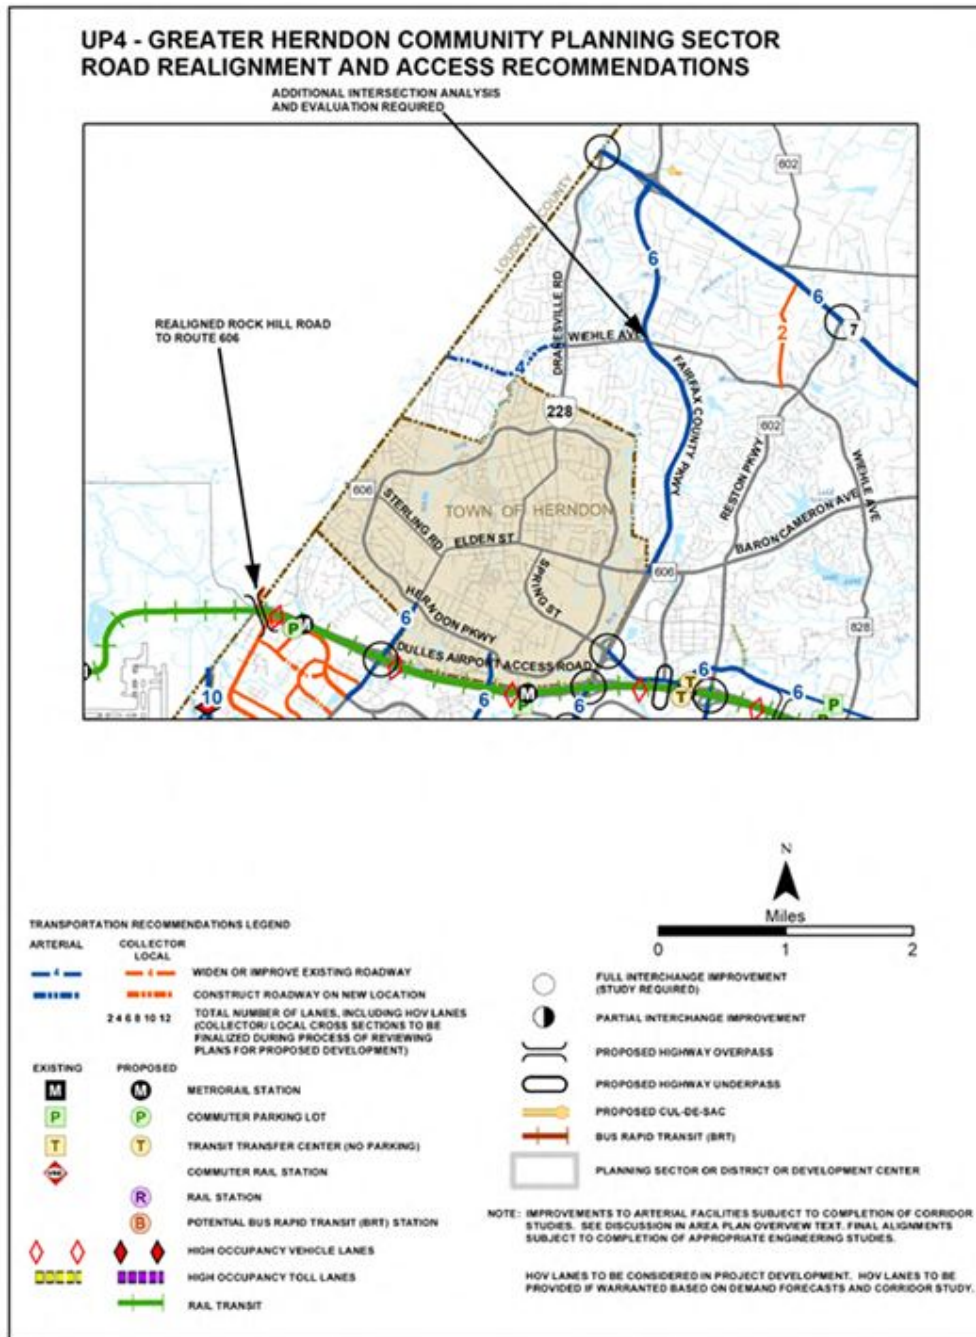 UP4 - GREATER HERNDON COMMUNITY PLANNING SECTOR
ROAD REALIGNMENT AND ACCESS RECOMMENDATIONS
ADDITIONAL INTERSECTION ANALYSIS
AND EVALUATION REQUIRED
602
LOUDOUN COUNTY
6
DRANESVILLE RD
6
REALIGNED ROCK HILL ROAD
TO ROUTE 606
WIEHLE AVE
2
7
4
FAIRFAX COUNTY PKWY
228
602
RESTON PKWY
WIEHLE AVE
606
STERLING RD
TOWN OF HERNDON
BARON CAMERON AVE
ELDEN ST
SPRING ST
606
HERNDON PKWY
6
828
M
P
DULLES AIRPORT ACCESS ROAD
6
T
T
10
6
M
P
6
6
P
P
N
Miles
0 1 2
TRANSPORTATION RECOMMENDATIONS LEGEND
ARTERIAL
COLLECTOR
LOCAL
4 4 WIDEN OR IMPROVE EXISTING ROADWAY
CONSTRUCT ROADWAY ON NEW LOCATION
2 4 6 8 10 12 TOTAL NUMBER OF LANES, INCLUDING HOV LANES
(COLLECTOR/ LOCAL CROSS SECTIONS TO BE
FINALIZED DURING PROCESS OF REVIEWING
PLANS FOR PROPOSED DEVELOPMENT)
EXISTING PROPOSED
M M METRORAIL STATION
P P COMMUTER PARKING LOT
T T TRANSIT TRANSFER CENTER (NO PARKING)
VRE COMMUTER RAIL STATION
R RAIL STATION
B POTENTIAL BUS RAPID TRANSIT (BRT) STATION
HIGH OCCUPANCY VEHICLE LANES
HIGH OCCUPANCY TOLL LANES
RAIL TRANSIT
FULL INTERCHANGE IMPROVEMENT
(STUDY REQUIRED)
PARTIAL INTERCHANGE IMPROVEMENT
PROPOSED HIGHWAY OVERPASS
PROPOSED HIGHWAY UNDERPASS
PROPOSED CUL-DE-SAC
BUS RAPID TRANSIT (BRT)
PLANNING SECTOR OR DISTRICT OR DEVELOPMENT CENTER
NOTE: IMPROVEMENTS TO ARTERIAL FACILITIES SUBJECT TO COMPLETION OF CORRIDOR
STUDIES. SEE DISCUSSION IN AREA PLAN OVERVIEW TEXT. FINAL ALIGNMENTS
SUBJECT TO COMPLETION OF APPROPRIATE ENGINEERING STUDIES.
HOV LANES TO BE CONSIDERED IN PROJECT DEVELOPMENT. HOV LANES TO BE
PROVIDED IF WARRANTED BASED ON DEMAND FORECASTS AND CORRIDOR STUDY.